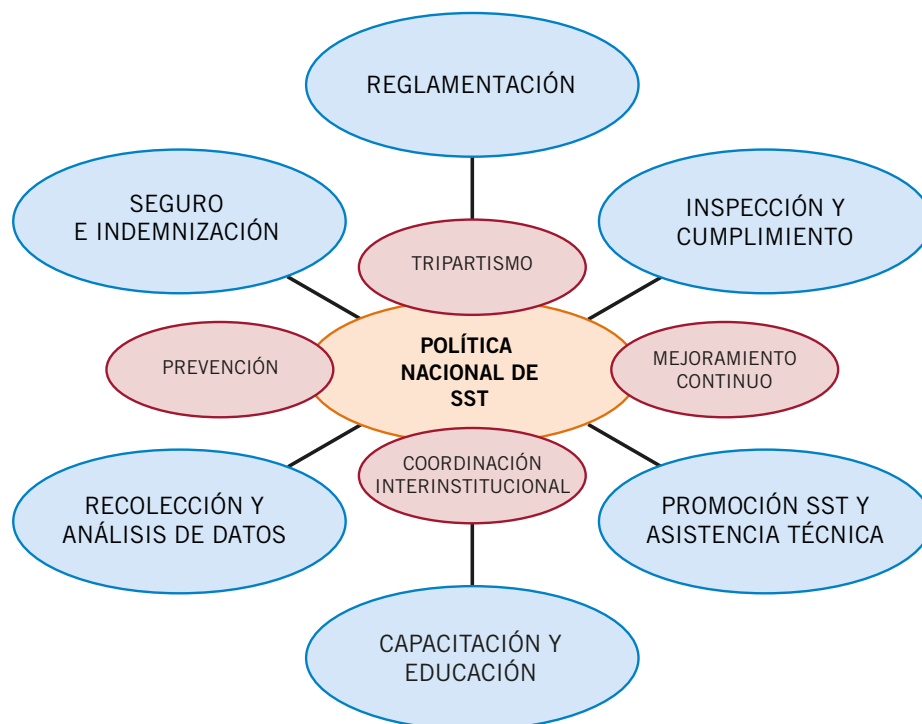 REGLAMENTACIÓN
SEGURO
E INDEMNIZACIÓN
INSPECCIÓN Y
CUMPLIMIENTO
TRIPARTISMO
PREVENCIÓN
POLÍTICA
NACIONAL DE
SST
MEJORAMIENTO
CONTINUO
COORDINACIÓN
INTERINSTITUCIONAL
RECOLECCIÓN Y
ANÁLISIS DE DATOS
PROMOCIÓN SST Y
ASISTENCIA TÉCNICA
CAPACITACIÓN Y
EDUCACIÓN